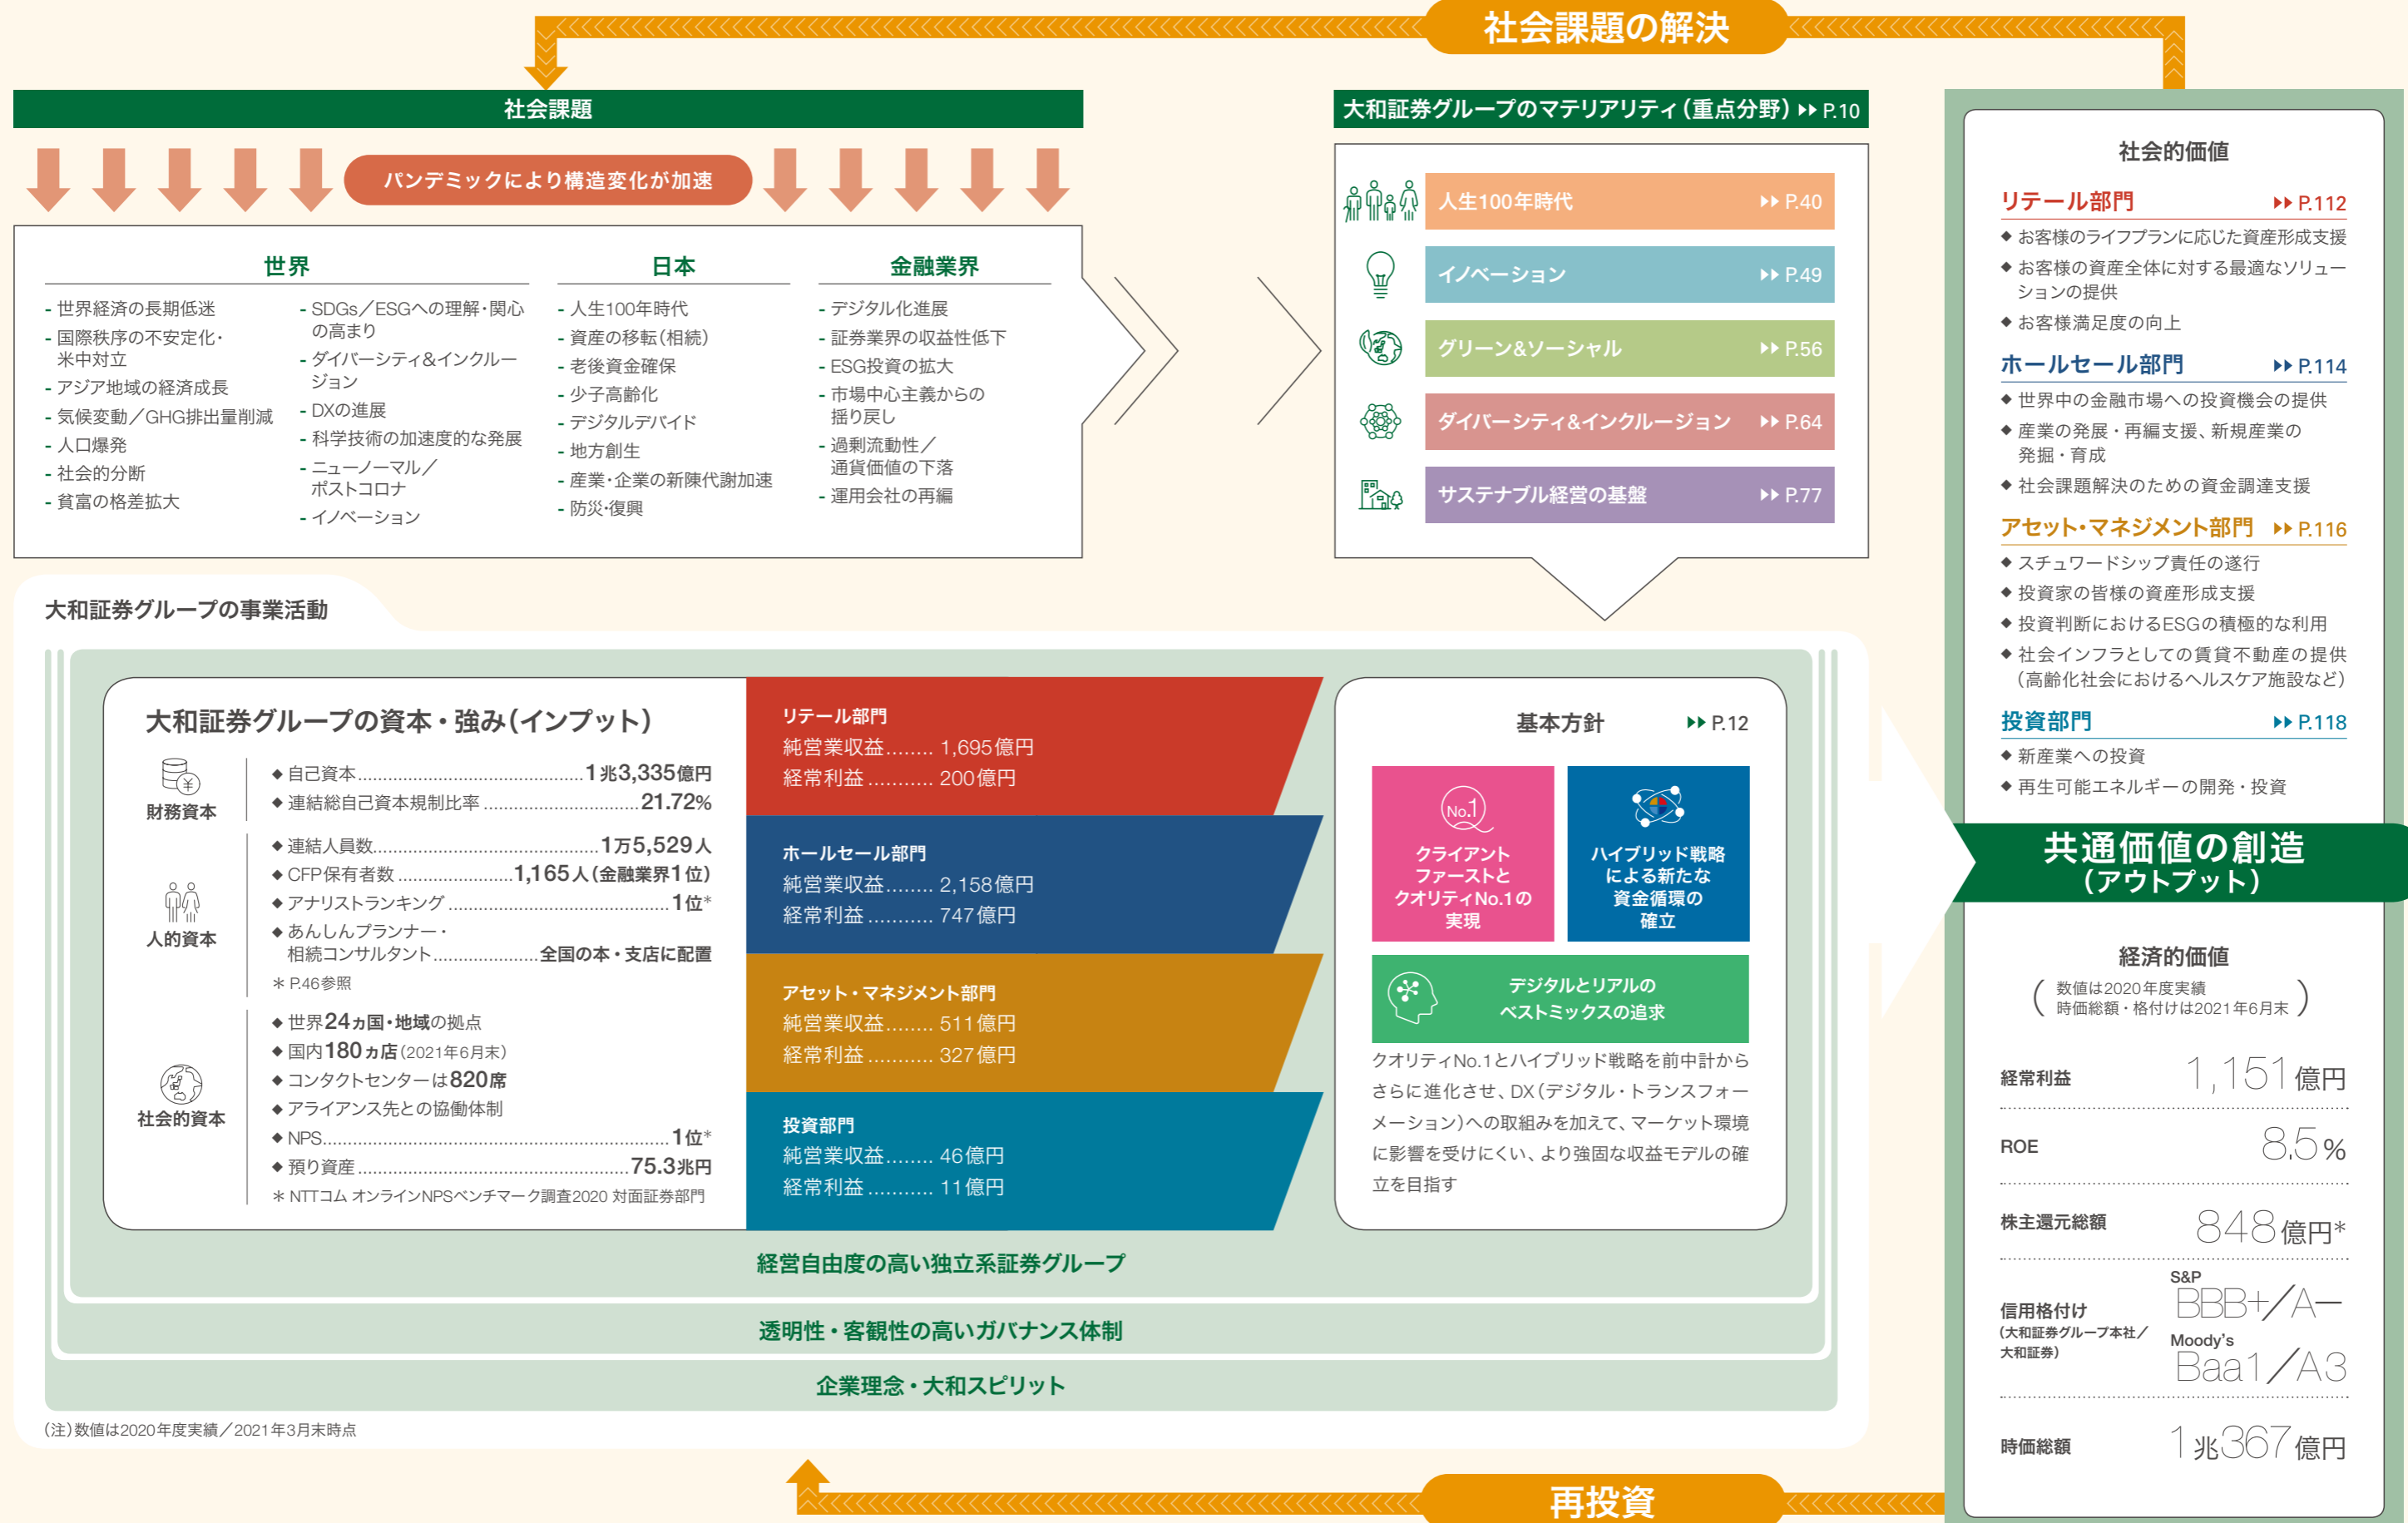 社会課題の解決
社会課題
パンデミックにより構造変化が加速
世界
- 世界経済の長期低迷
- 国際秩序の不安定化・
米中対立
- アジア地域の経済成長
- 気候変動／GHG排出量削減
- 人口爆発
- 社会的分断
- 貧富の格差拡大
- SDGs／ESGへの理解・関心
の高まり
- ダイバーシティ&インクルー
ジョン
- DXの進展
- 科学技術の加速度的な発展
- ニューノーマル／
ポストコロナ
- イノベーション
日本
- 人生100年時代
- 資産の移転（相続）
- 老後資金確保
- 少子高齢化
- デジタルデバイド
- 地方創生
- 産業・企業の新陳代謝加速
- 防災・復興
金融業界
- デジタル化進展
- 証券業界の収益性低下
- ESG投資の拡大
- 市場中心主義からの
揺り戻し
- 過剰流動性／
通貨価値の下落
- 運用会社の再編
大和証券グループのマテリアリティ（重点分野） ▶▶ P.10
人生100年時代 ▶▶ P.40
イノベーション ▶▶ P.49
グリーン&ソーシャル ▶▶ P.56
ダイバーシティ&インクルージョン ▶▶ P.64
サステナブル経営の基盤 ▶▶ P.77
大和証券グループの事業活動
大和証券グループの資本・強み（インプット）
財務資本
◆ 自己資本............................................1兆3,335億円
◆ 連結総自己資本規制比率..............................21.72%
人的資本
◆ 連結人員数............................................1万5,529人
◆ CFP保有者数......................1,165人（金融業界1位）
◆ アナリストランキング...........................................1位＊
◆ あんしんプランナー・
相続コンサルタント.....................全国の本・支店に配置
＊ P.46参照
社会的資本
◆ 世界24ヵ国・地域の拠点
◆ 国内180ヵ店（2021年6月末）
◆ コンタクトセンターは820席
◆ アライアンス先との協働体制
◆ NPS....................................................................1位＊
◆ 預り資産.....................................................75.3兆円
＊ NTTコム オンラインNPSベンチマーク調査2020 対面証券部門
リテール部門
純営業収益........ 1,695億円
経常利益........... 200億円
ホールセール部門
純営業収益........ 2,158億円
経常利益........... 747億円
アセット・マネジメント部門
純営業収益........ 511億円
経常利益........... 327億円
投資部門
純営業収益........ 46億円
経常利益........... 11億円
基本方針 ▶▶ P.12
No.1
クライアント
ファーストと
クオリティNo.1の
実現
ハイブリッド戦略
による新たな
資金循環の
確立
デジタルとリアルの
ベストミックスの追求
クオリティNo.1とハイブリッド戦略を前中計から
さらに進化させ、DX（デジタル・トランスフォー
メーション）への取組みを加えて、マーケット環境
に影響を受けにくい、より強固な収益モデルの確
立を目指す
経営自由度の高い独立系証券グループ
透明性・客観性の高いガバナンス体制
企業理念・大和スピリット
（注）数値は2020年度実績／2021年3月末時点
再投資
社会的価値
リテール部門 ▶▶ P.112
◆ お客様のライフプランに応じた資産形成支援
◆ お客様の資産全体に対する最適なソリュー
ションの提供
◆ お客様満足度の向上
ホールセール部門 ▶▶ P.114
◆ 世界中の金融市場への投資機会の提供
◆ 産業の発展・再編支援、新規産業の
発掘・育成
◆ 社会課題解決のための資金調達支援
アセット・マネジメント部門 ▶▶ P.116
◆ スチュワードシップ責任の遂行
◆ 投資家の皆様の資産形成支援
◆ 投資判断におけるESGの積極的な利用
◆ 社会インフラとしての賃貸不動産の提供
（高齢化社会におけるヘルスケア施設など）
投資部門 ▶▶ P.118
◆ 新産業への投資
◆ 再生可能エネルギーの開発・投資
共通価値の創造
（アウトプット）
経済的価値
（数値は2020年度実績
時価総額・格付けは2021年6月末）
経常利益 1,151億円
ROE 8.5%
株主還元総額 848億円＊
信用格付け
（大和証券グループ本社／
大和証券）
S&P
BBB+／A−
Moody's
Baa1／A3
時価総額 1兆367億円